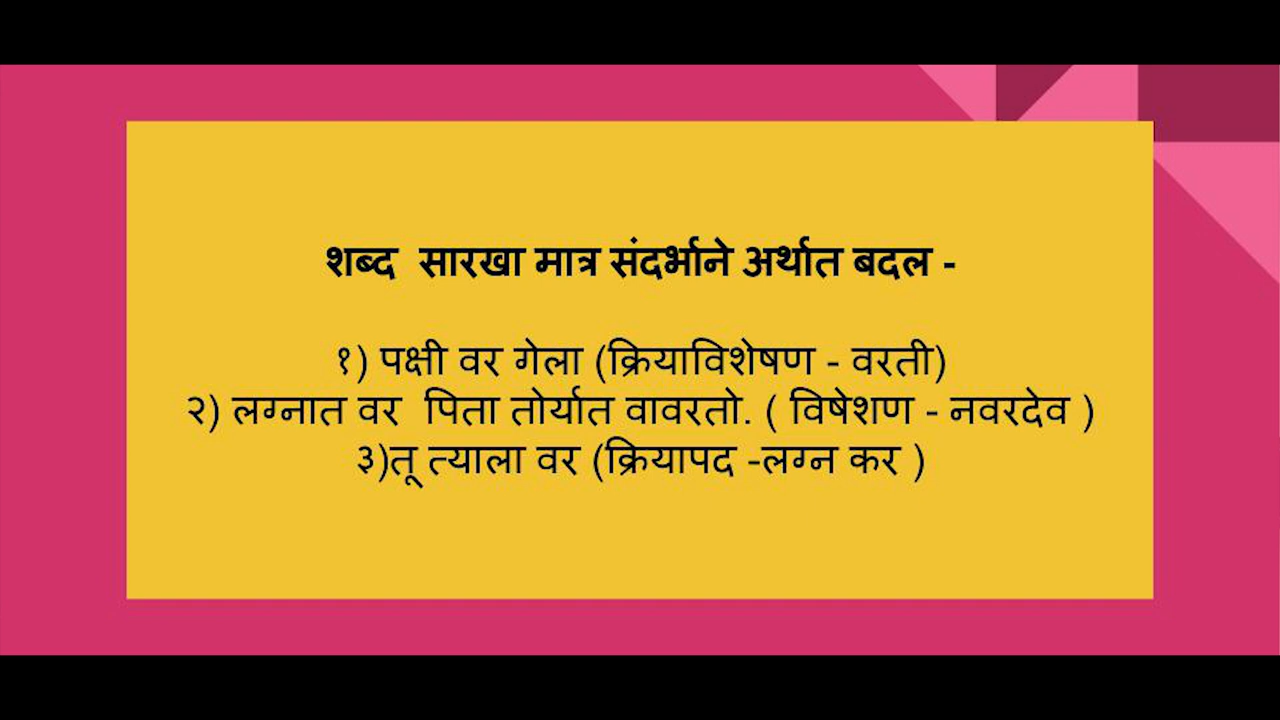 शब्द सारखा मात्र संदर्भाने अर्थात बदल -
१) पक्षी वर गेला (क्रियाविशेषण - वरती)
२) लग्नात वर पिता तोर्यात वावरतो. ( विषेशण - नवरदेव )
३)तू त्याला वर (क्रियापद -लग्न कर )